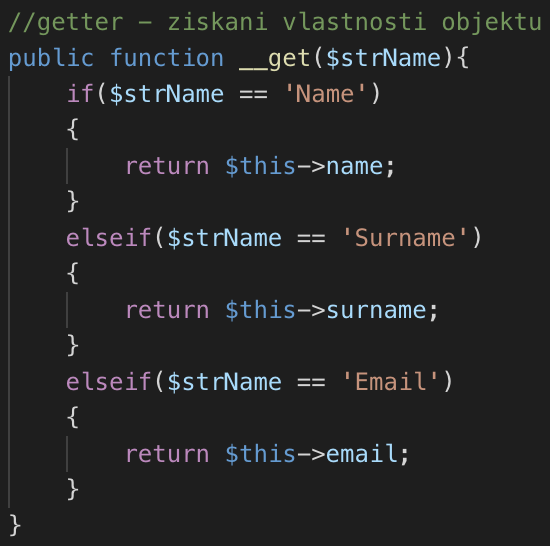 //getter - ziskani vlastnosti objektu
public function __get($strName){
if($strName == 'Name')
{
return $this->name;
}
elseif($strName == 'Surname')
{
return $this->surname;
}
elseif($strName == 'Email')
{
return $this->email;
}
}